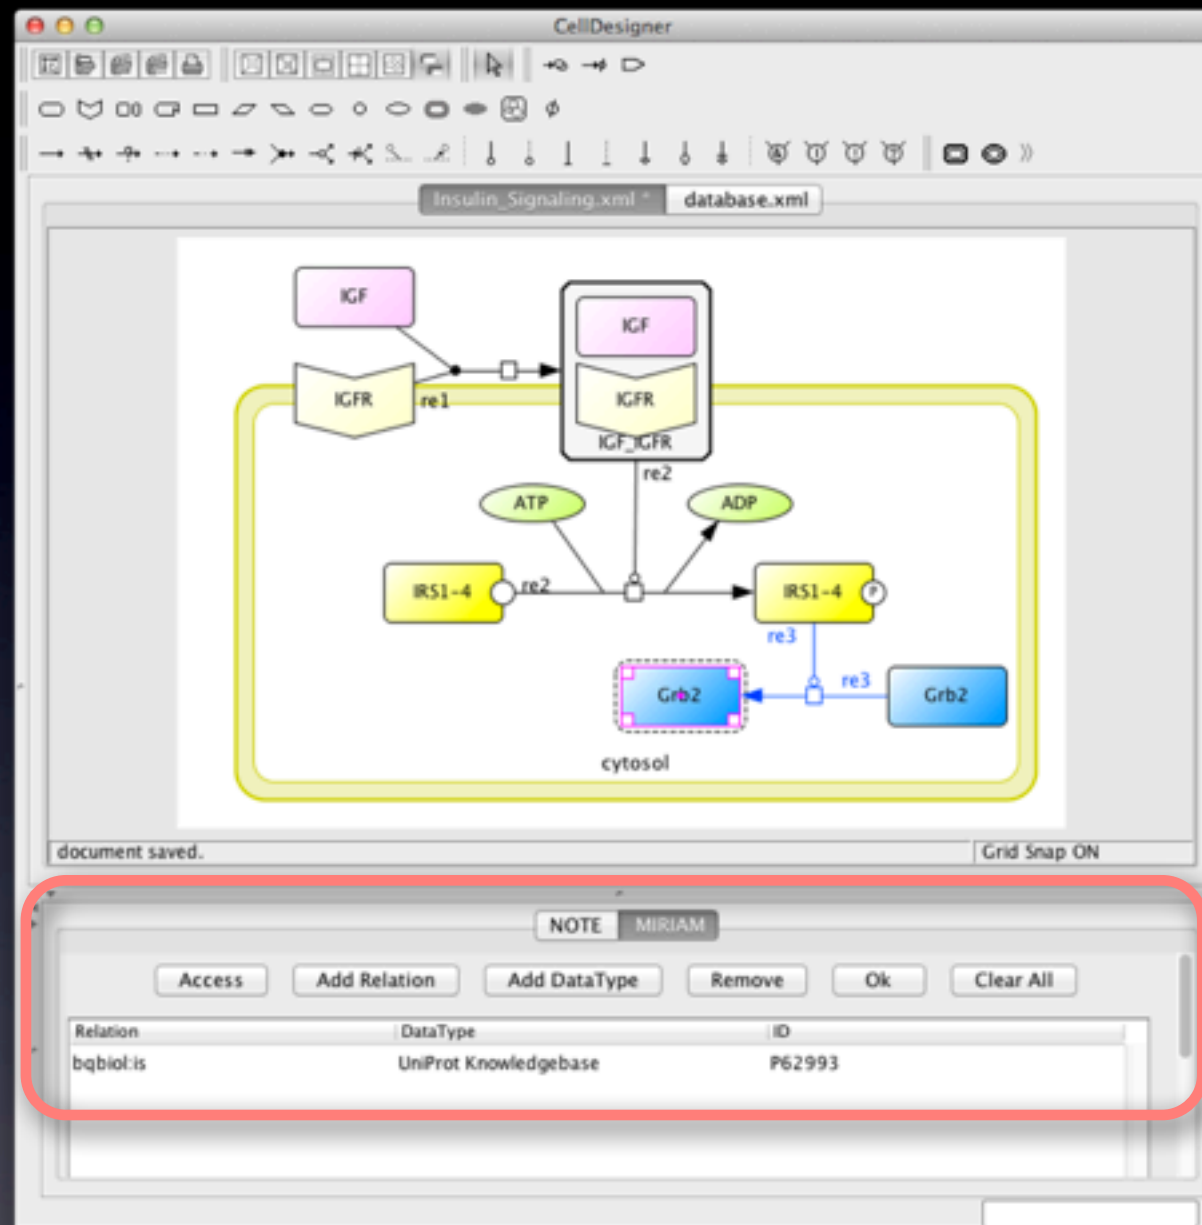 CellDesigner
Insulin_Signaling.xml *
database.xml
IGF
IGF
IGFR
re1
IGFR
IGF_IGFR
re2
ATP
ADP
IRS1-4
re2
IRS1-4
P
re3
Grb2
re3
Grb2
cytosol
document saved.
Grid Snap ON
NOTE
MIRIAM
Access
Add Relation
Add DataType
Remove
Ok
Clear All
Relation
DataType
ID
bqbiol:is
UniProt Knowledgebase
P62993